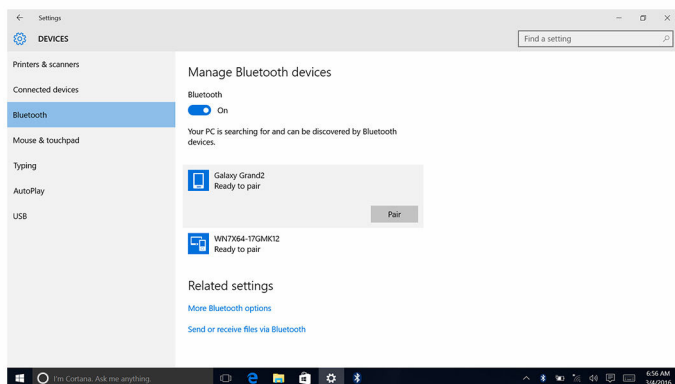 Settings
DEVICES
Find a setting
Printers & scanners
Connected devices
Bluetooth
Mouse & touchpad
Typing
AutoPlay
USB
Manage Bluetooth devices
Bluetooth
On
Your PC is searching for and can be discovered by Bluetooth
devices.
Galaxy Grand2
Ready to pair
Pair
WN7X64-17GMK12
Ready to pair
Related settings
More Bluetooth options
Send or receive files via Bluetooth
I'm Cortana. Ask me anything.
6:56 AM
3/4/2016